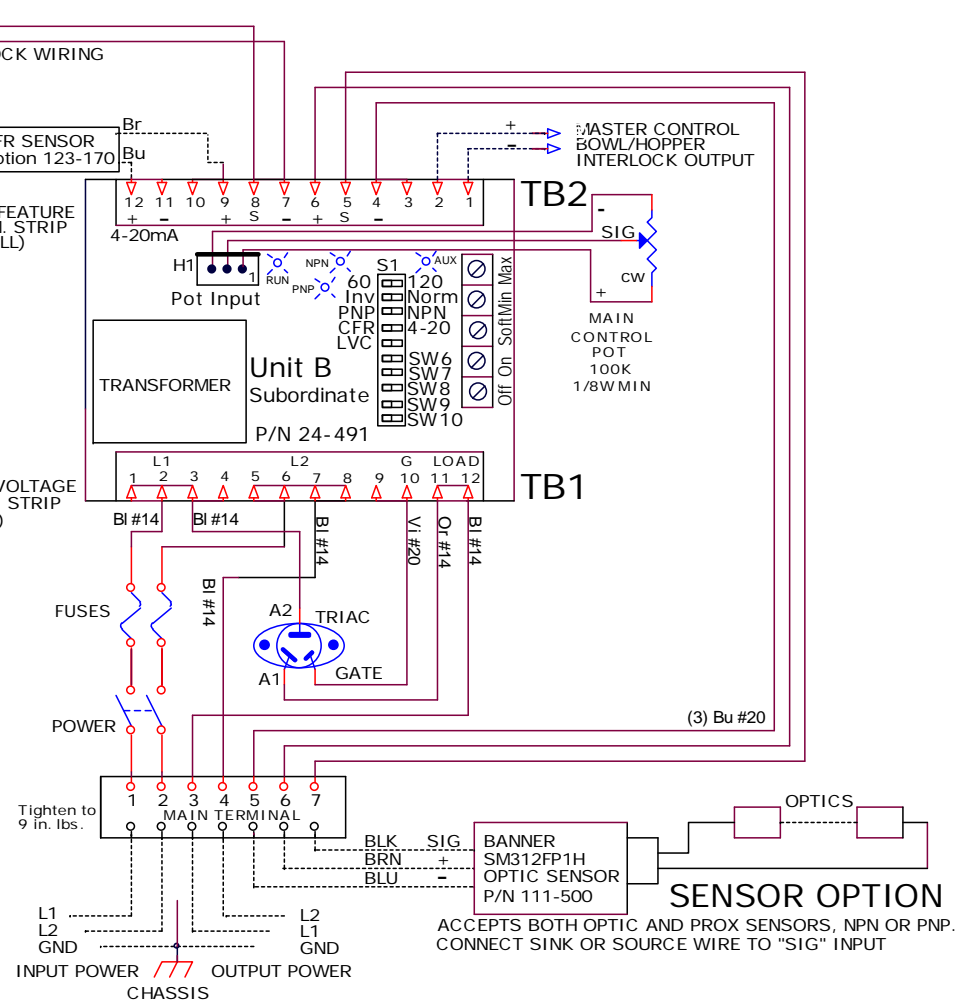 CK WIRING
FR SENSOR
tion 123-170
Br
Bu
+
-
MASTER CONTROL
BOWL/HOPPER
INTERLOCK OUTPUT
TB2
12 11 10 9 8 7 6 5 4 3 2 1
+ - + S - + S -
4-20mA
FEATURE
. STRIP
LL)
H1
1
Pot Input
RUN
NPN
PNP
AUX
S1
60 120
Inv Norm
PNP NPN
CFR 4-20
LVC
SW6
SW7
SW8
SW9
SW10
Off On Soft Min Max
-
SIG
CW
+
MAIN
CONTROL
POT
100K
1/8W MIN
TRANSFORMER
Unit B
Subordinate
P/N 24-491
L1 L2 G LOAD
1 2 3 4 5 6 7 8 9 10 11 12
TB1
VOLTAGE
STRIP
)
Bl #14
Bl #14
Bl #14
Bl #14
Vi #20
Or #14
Bl #14
FUSES
A2
TRIAC
A1
GATE
POWER
(3) Bu #20
Tighten to
9 in. lbs.
1 2 3 4 5 6 7
MAIN TERMINAL
BLK SIG
BRN +
BLU -
BANNER
SM312FP1H
OPTIC SENSOR
P/N 111-500
OPTICS
SENSOR OPTION
ACCEPTS BOTH OPTIC AND PROX SENSORS, NPN OR PNP.
CONNECT SINK OR SOURCE WIRE TO "SIG" INPUT
L1
L2
GND
INPUT POWER
L2
L1
GND
OUTPUT POWER
CHASSIS